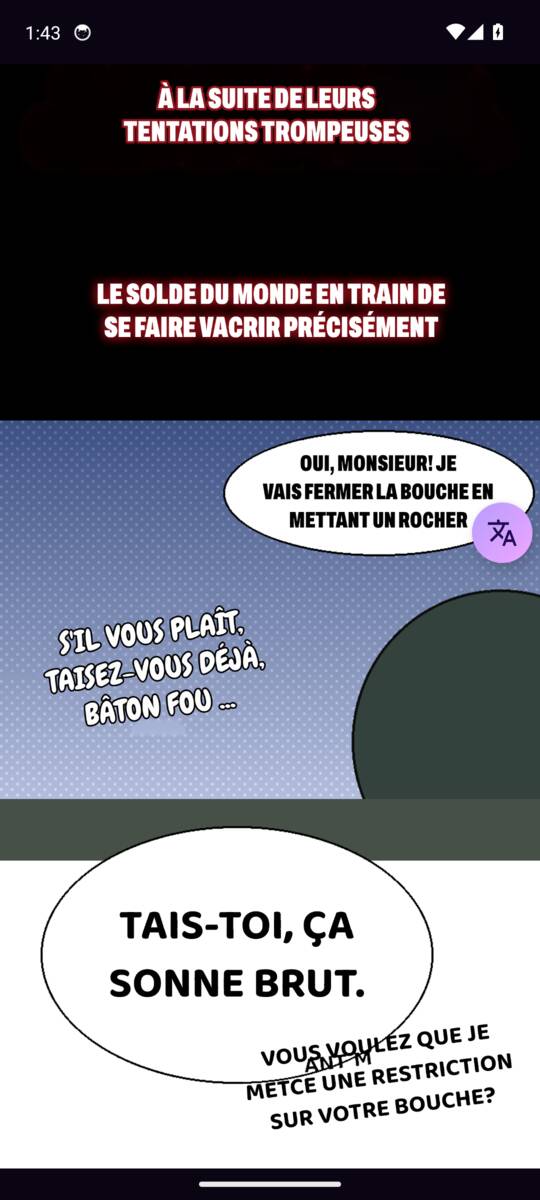 1:43
À LA SUITE DE LEURS
TENTATIONS TROMPEUSES
LE SOLDE DU MONDE EN TRAIN DE
SE FAIRE VACRIR PRÉCISÉMENT
OUI, MONSIEUR! JE
VAIS FERMER LA BOUCHE EN
METTANT UN ROCHER
S'IL VOUS PLAÎT,
TAISEZ-VOUS DÉJÀ,
BÂTON FOU ...
TAIS-TOI, ÇA
SONNE BRUT.
VOUS VOULEZ QUE JE
ANT M
METCE UNE RESTRICTION
SUR VOTRE BOUCHE?